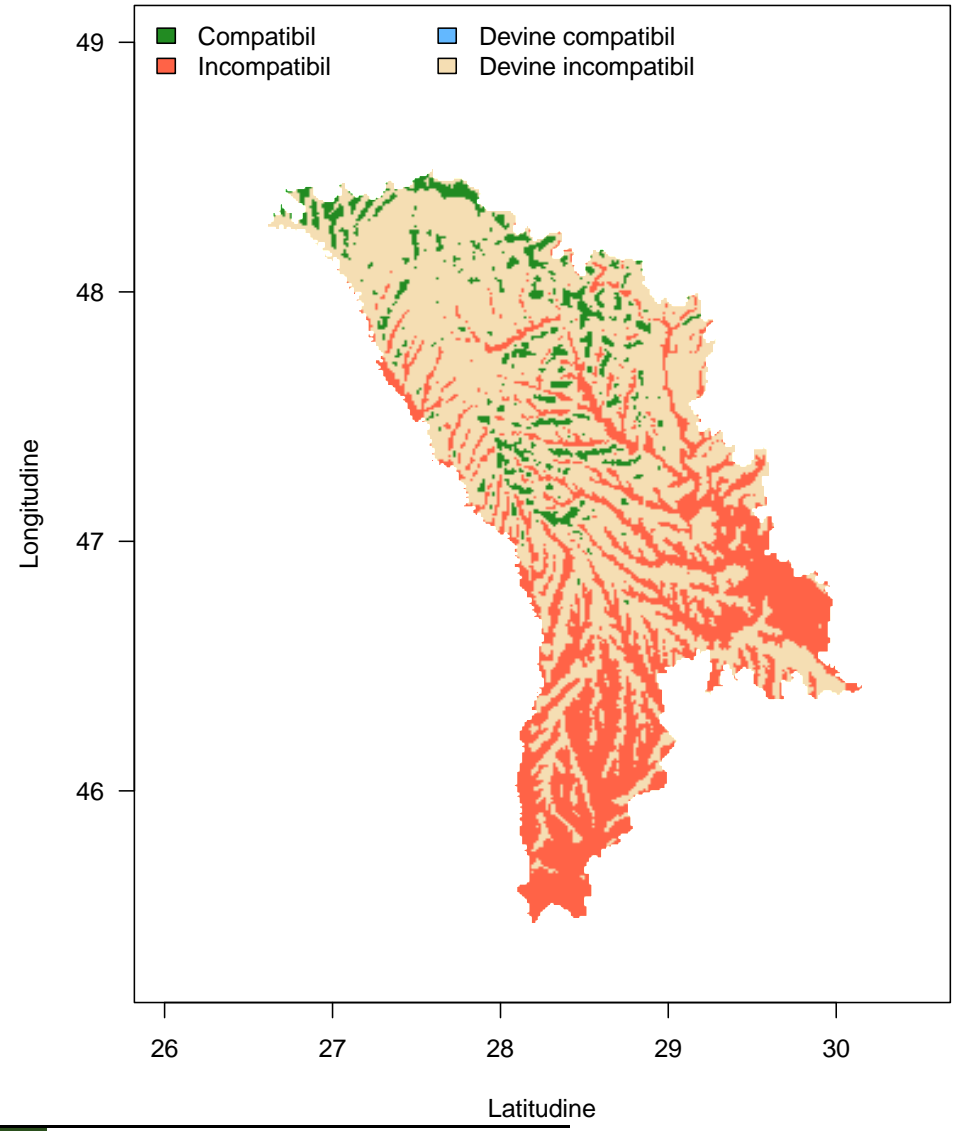 Compatibil
Devine compatibil
Incompatibil
Devine incompatibil
49
48
47
46
Longitudine
26 27 28 29 30
Latitudine